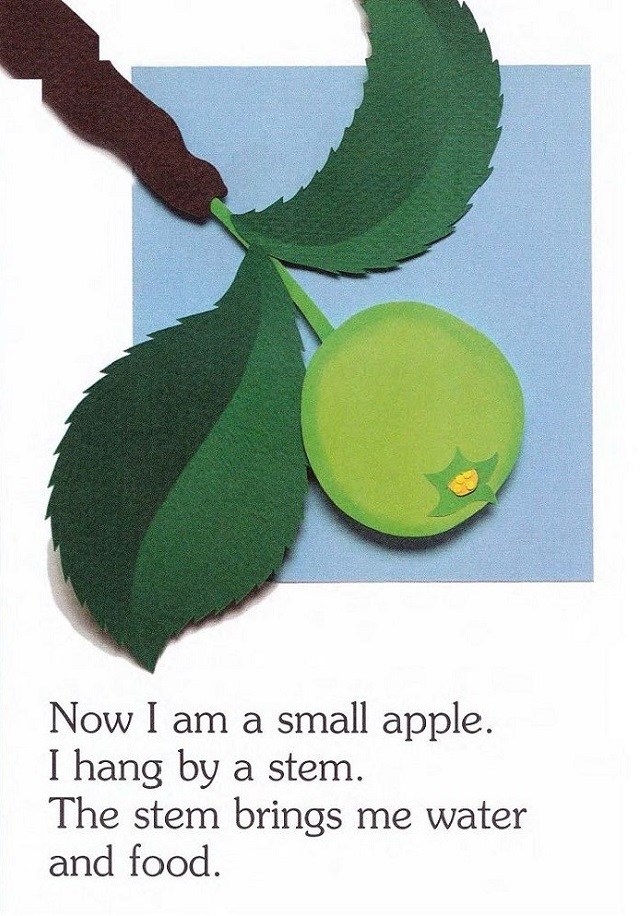 Now I am a small apple.
I hang by a stem.
The stem brings me water
and food.